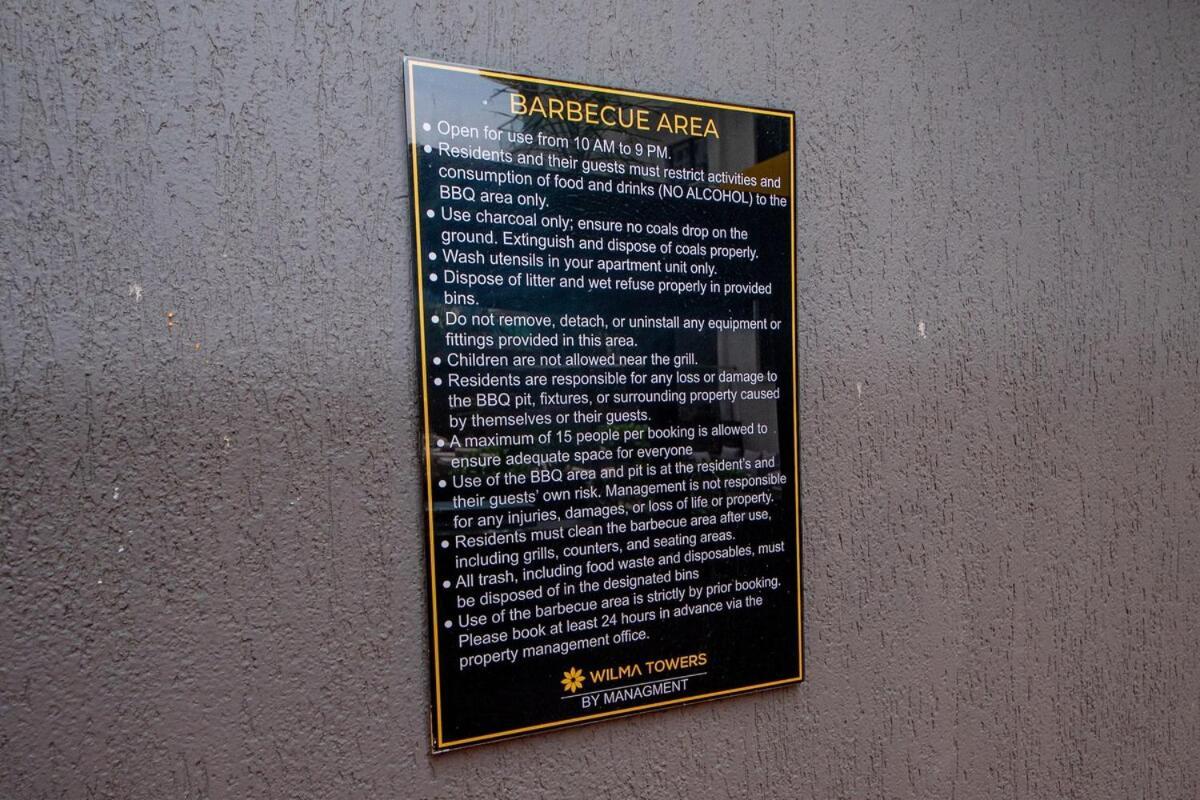 BARBECUE AREA
• Open for use from 10 AM to 9 PM.
• Residents and their guests must restrict activities and
consumption of food and drinks (NO ALCOHOL) to the
BBQ area only.
• Use charcoal only; ensure no coals drop on the
ground. Extinguish and dispose of coals properly.
• Wash utensils in your apartment unit only.
• Dispose of litter and wet refuse properly in provided
bins.
• Do not remove, detach, or uninstall any equipment or
fittings provided in this area.
• Children are not allowed near the grill.
• Residents are responsible for any loss or damage to
the BBQ pit, fixtures, or surrounding property caused
by themselves or their guests.
• A maximum of 15 people per booking is allowed to
ensure adequate space for everyone
• Use of the BBQ area and pit is at the resident's and
their guests' own risk. Management is not responsible
for any injuries, damages, or loss of life or property.
• Residents must clean the barbecue area after use,
including grills, counters, and seating areas.
• All trash, including food waste and disposables, must
be disposed of in the designated bins
• Use of the barbecue area is strictly by prior booking.
Please book at least 24 hours in advance via the
property management office.
WILMA TOWERS
BY MANAGMENT